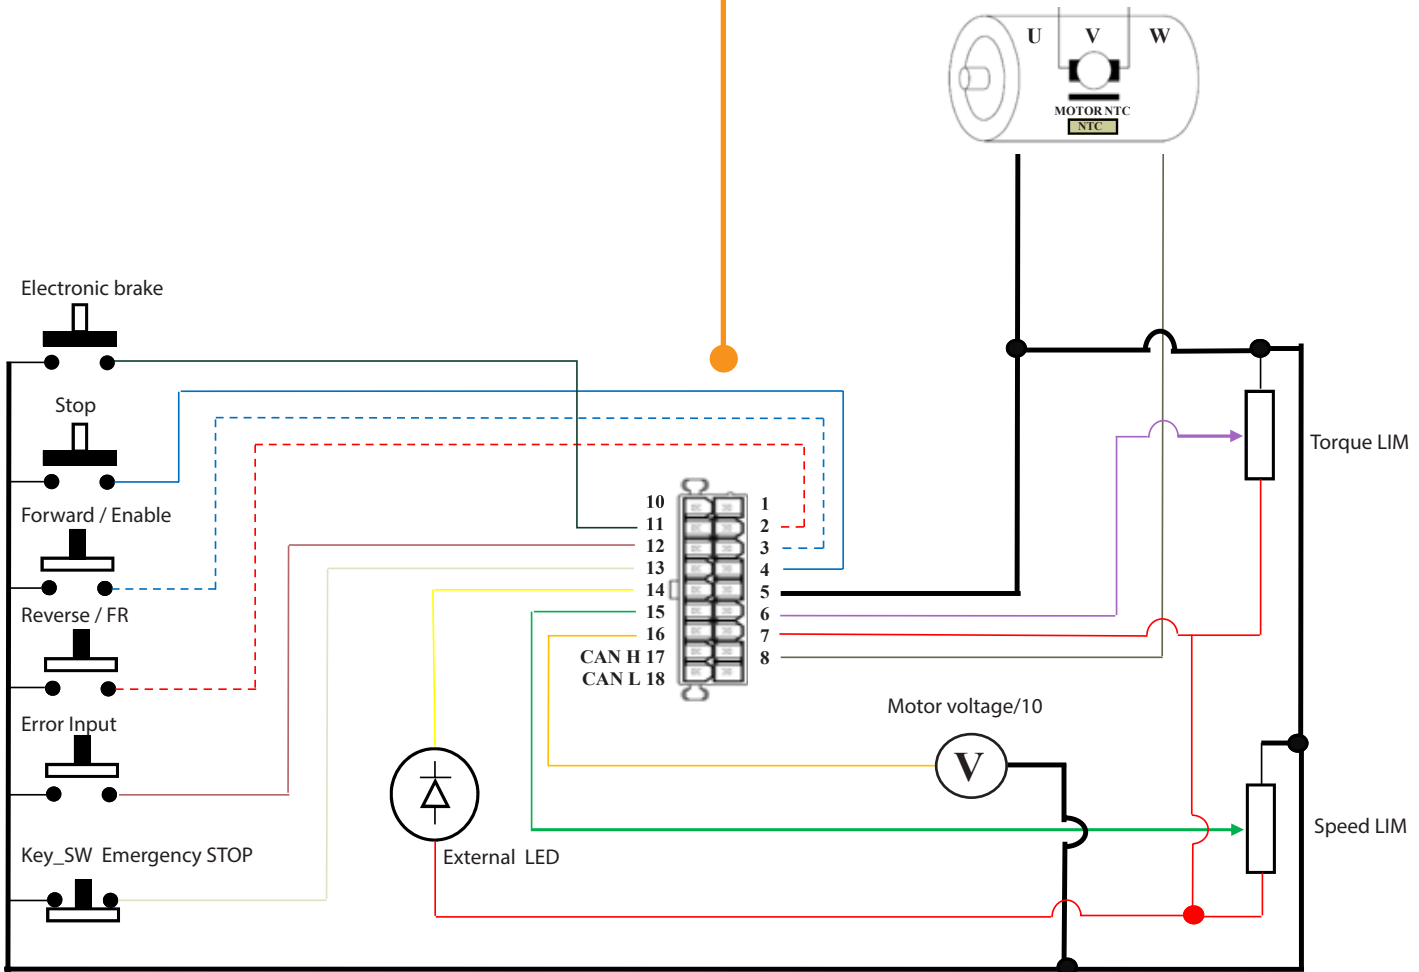 U V W
MOTOR NTC
NTC
Electronic brake
Stop
Forward / Enable
Reverse / FR
Error Input
Key_SW Emergency STOP
10 1
11 2
12 3
13 4
14 5
15 6
16 7
CAN H 17 8
CAN L 18
Torque LIM
Motor voltage/10
V
Speed LIM
External LED